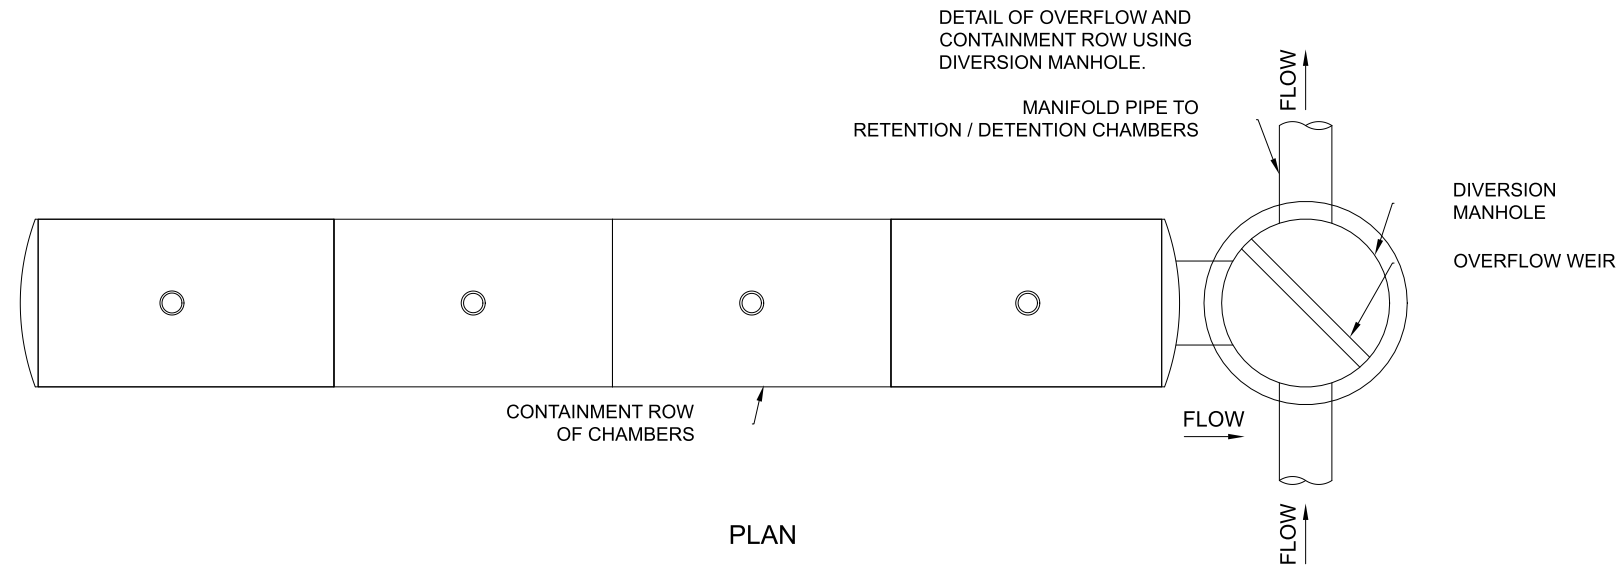 DETAIL OF OVERFLOW AND
CONTAINMENT ROW USING
DIVERSION MANHOLE.
FLOW
MANIFOLD PIPE TO
RETENTION / DETENTION CHAMBERS
DIVERSION
MANHOLE
OVERFLOW WEIR
CONTAINMENT ROW
OF CHAMBERS
FLOW
FLOW
PLAN